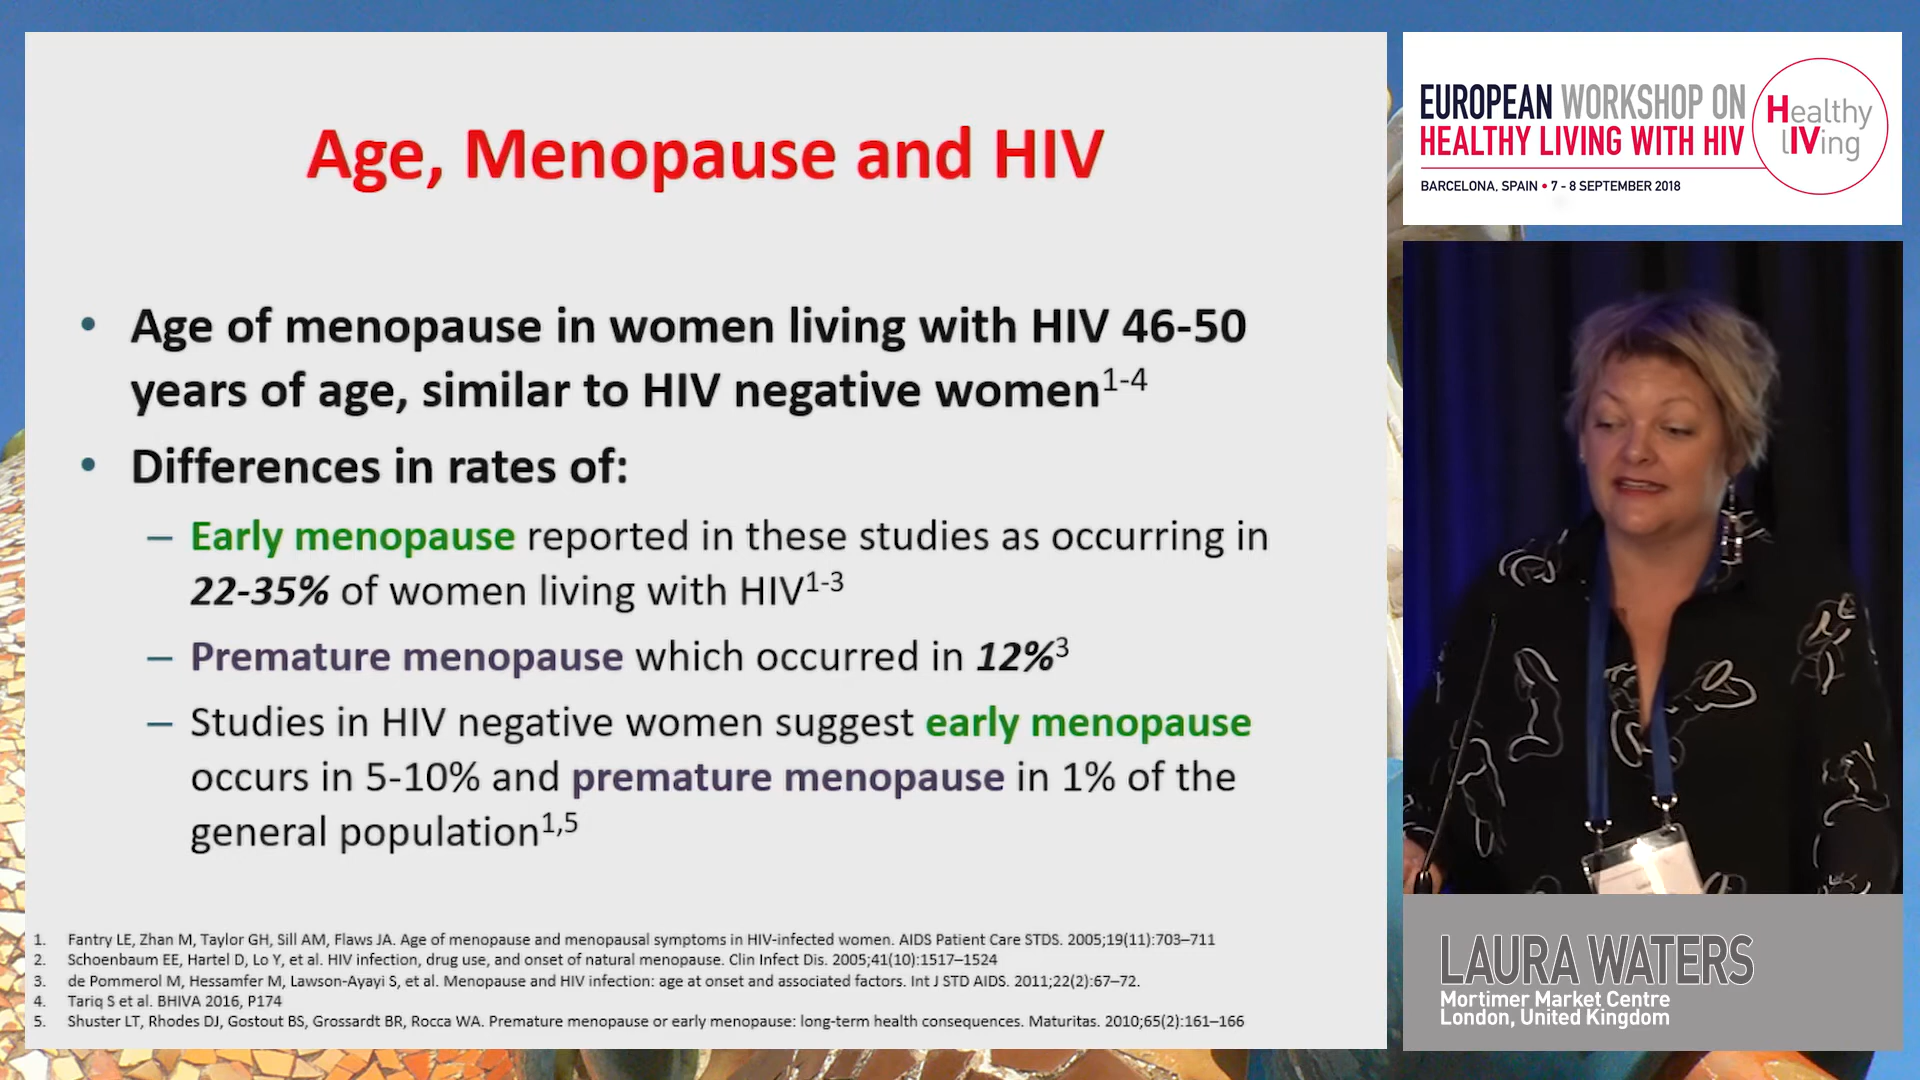 Age, Menopause and HIV
• Age of menopause in women living with HIV 46-50
years of age, similar to HIV negative women1-4
• Differences in rates of:
– Early menopause reported in these studies as occurring in
22-35% of women living with HIV1-3
– Premature menopause which occurred in 12%3
– Studies in HIV negative women suggest early menopause
occurs in 5-10% and premature menopause in 1% of the
general population1,5
1. Fantry LE, Zhan M, Taylor GH, Sill AM, Flaws JA. Age of menopause and menopausal symptoms in HIV-infected women. AIDS Patient Care STDS. 2005;19(11):703–711
2. Schoenbaum EE, Hartel D, Lo Y, et al. HIV infection, drug use, and onset of natural menopause. Clin Infect Dis. 2005;41(10):1517–1524
3. de Pommerol M, Hessamfer M, Lawson-Ayayi S, et al. Menopause and HIV infection: age at onset and associated factors. Int J STD AIDS. 2011;22(2):67–72.
4. Tariq S et al. BHIVA 2016, P174
5. Shuster LT, Rhodes DJ, Gostout BS, Grossardt BR, Rocca WA. Premature menopause or early menopause: long-term health consequences. Maturitas. 2010;65(2):161–166
EUROPEAN WORKSHOP ON
HEALTHY LIVING WITH HIV
BARCELONA, SPAIN • 7 - 8 SEPTEMBER 2018
Healthy
lIVing
LAURA WATERS
Mortimer Market Centre
London, United Kingdom